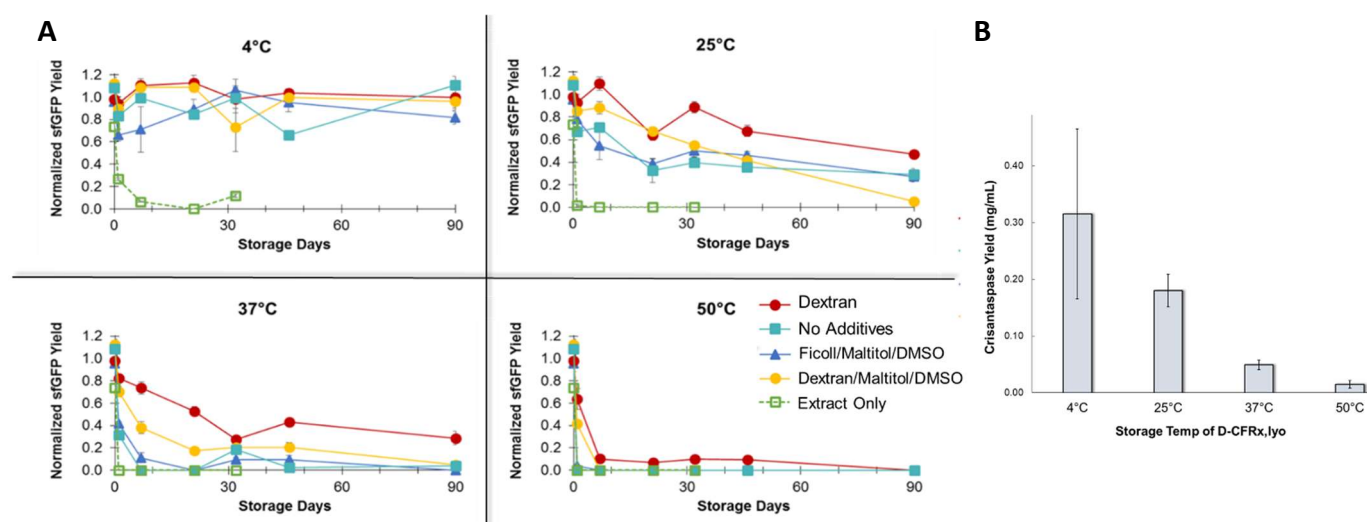 A
4°C
Normalized sfGFP Yield
1.2
1.0
0.8
0.6
0.4
0.2
0.0
0
30
60
90
Storage Days
25°C
Normalized sfGFP Yield
1.2
1.0
0.8
0.6
0.4
0.2
0.0
0
30
60
90
Storage Days
37°C
Normalized sfGFP Yield
1.2
1.0
0.8
0.6
0.4
0.2
0.0
0
30
60
90
Storage Days
50°C
Normalized sfGFP Yield
1.2
1.0
0.8
0.6
0.4
0.2
0.0
0
30
60
90
Storage Days
Dextran
No Additives
Ficoll/Maltitol/DMSO
Dextran/Maltitol/DMSO
Extract Only
B
Crisantaspase Yield (mg/mL)
0.40
0.30
0.20
0.10
0.00
4°C
25°C
37°C
50°C
Storage Temp of D-CFRx,lyo